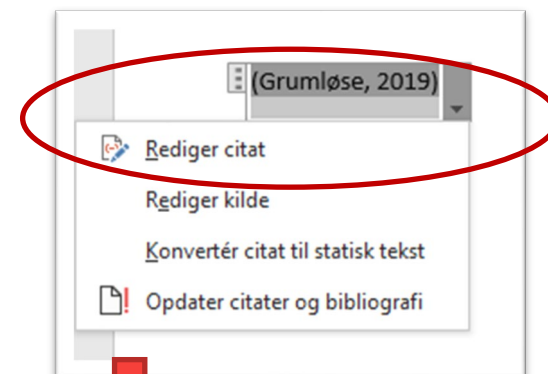 (Grumløse, 2019)
Rediger citat
Rediger kilde
Konvertér citat til statisk tekst
Opdater citater og bibliografi